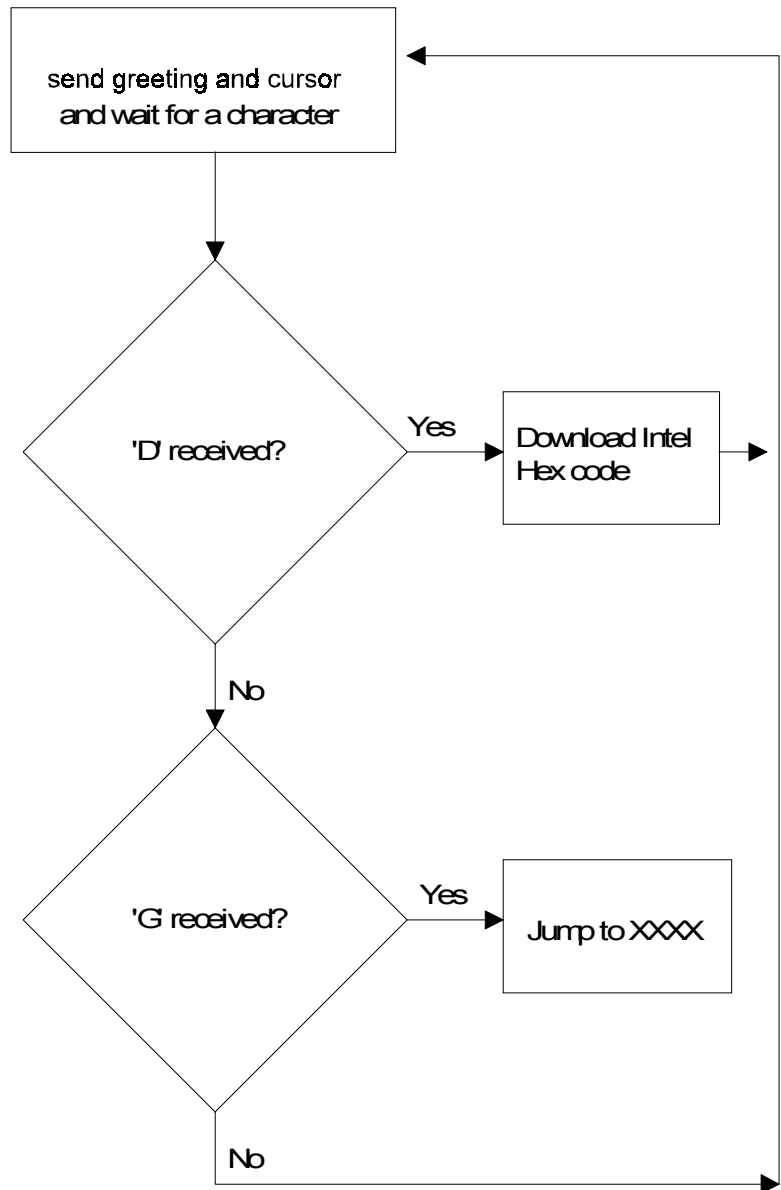 send greeting and cursor
and wait for a character
'D' received?
Yes
Download Intel
Hex code
No
'G' received?
Yes
Jump to XXXX
No